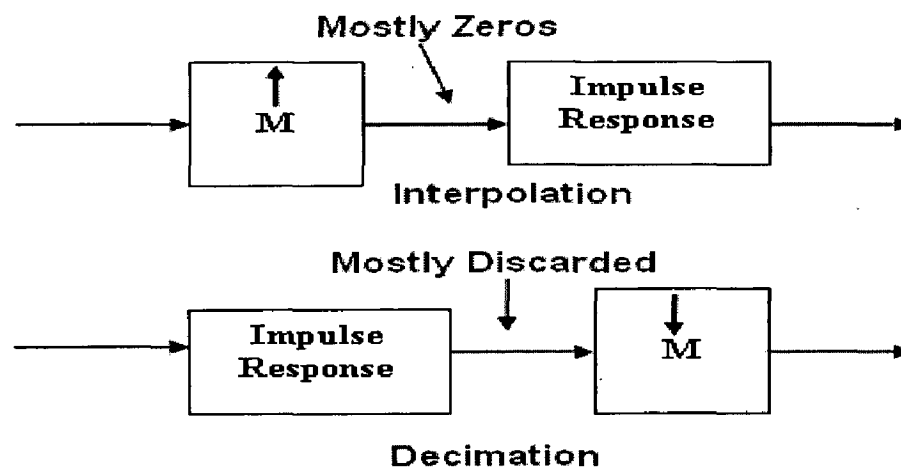 Mostly Zeros
M
Impulse
Response
Interpolation
Mostly Discarded
Impulse
Response
M
Decimation